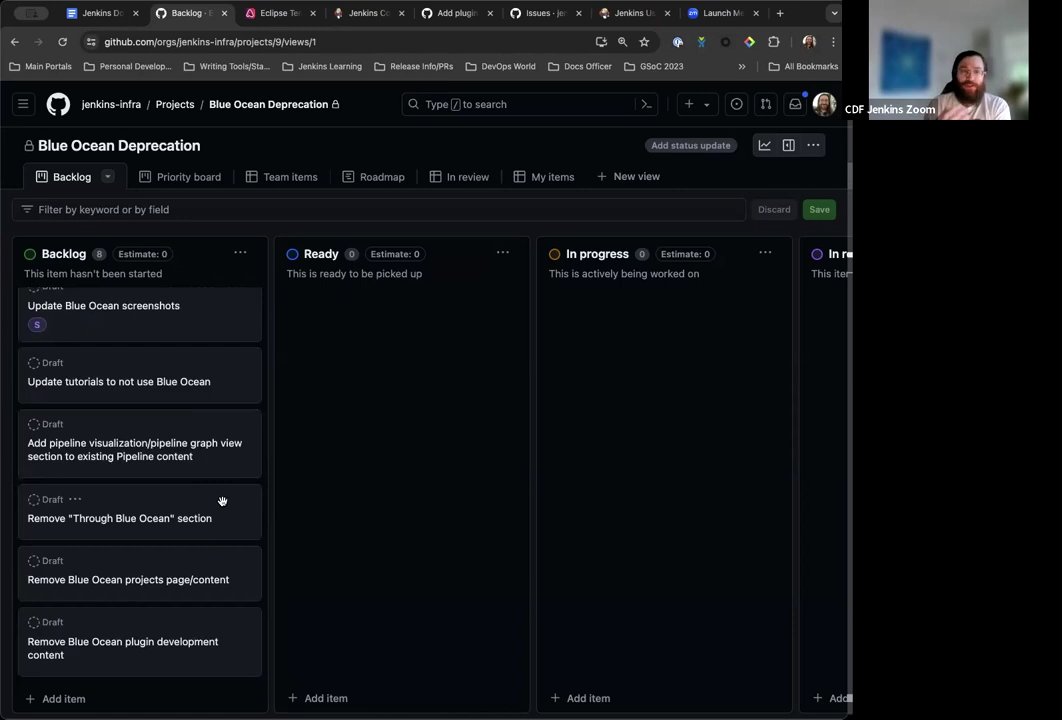 Jenkins Do
Backlog · B
Eclipse Ter
Jenkins Co
Add plugin
Issues · jen
Jenkins Us
Launch Me
github.com/orgs/jenkins-infra/projects/9/views/1
Main Portals
Personal Develop...
Writing Tools/Sta...
Jenkins Learning
Release Info/PRs
DevOps World
Docs Officer
GSoC 2023
All Bookmarks
jenkins-infra / Projects / Blue Ocean Deprecation
Type / to search
CDF Jenkins Zoom
Blue Ocean Deprecation
Add status update
Backlog
Priority board
Team items
Roadmap
In review
My items
New view
Filter by keyword or by field
Discard
Save
Backlog 8 Estimate: 0
This item hasn't been started
Ready 0 Estimate: 0
This is ready to be picked up
In progress 0 Estimate: 0
This is actively being worked on
In r
This iter
Draft
Update Blue Ocean screenshots
S
Draft
Update tutorials to not use Blue Ocean
Draft
Add pipeline visualization/pipeline graph view
section to existing Pipeline content
Draft
Remove "Through Blue Ocean" section
Draft
Remove Blue Ocean projects page/content
Draft
Remove Blue Ocean plugin development
content
Add item
Add item
Add item
Add